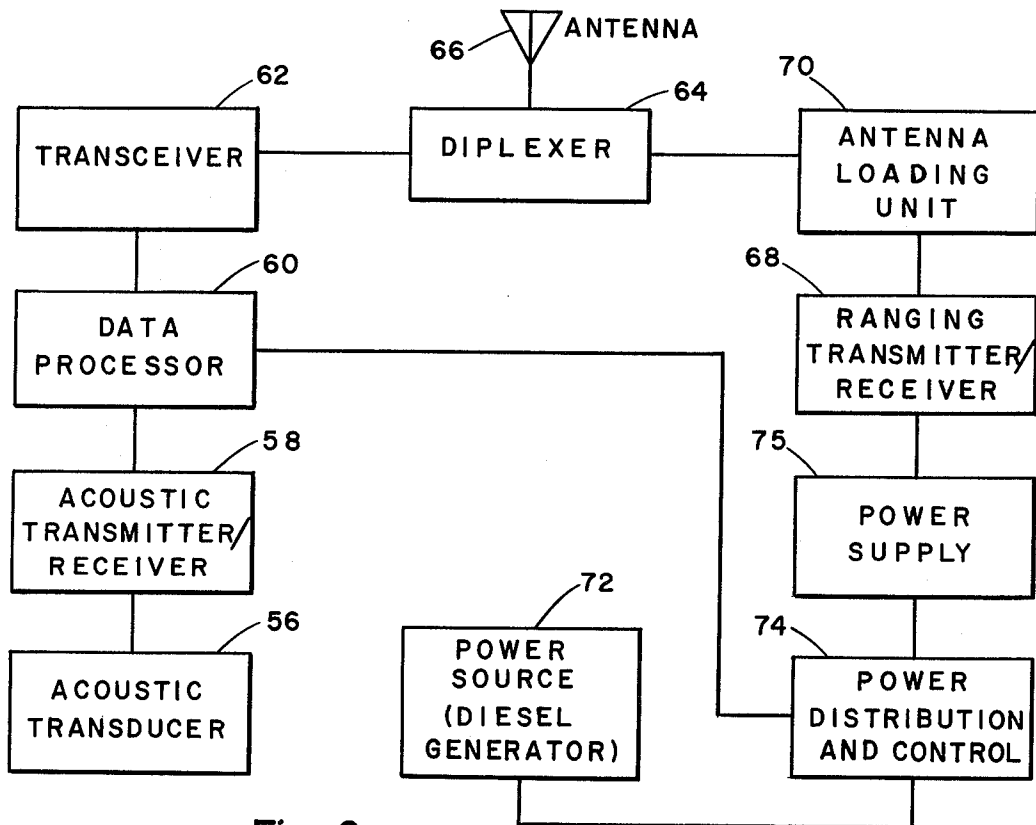 66
ANTENNA
62
TRANSCEIVER
64
DIPLEXER
70
ANTENNA
LOADING
UNIT
60
DATA
PROCESSOR
68
RANGING
TRANSMITTER/
RECEIVER
58
ACOUSTIC
TRANSMITTER/
RECEIVER
75
POWER
SUPPLY
56
ACOUSTIC
TRANSDUCER
72
POWER
SOURCE
(DIESEL
GENERATOR)
74
POWER
DISTRIBUTION
AND CONTROL